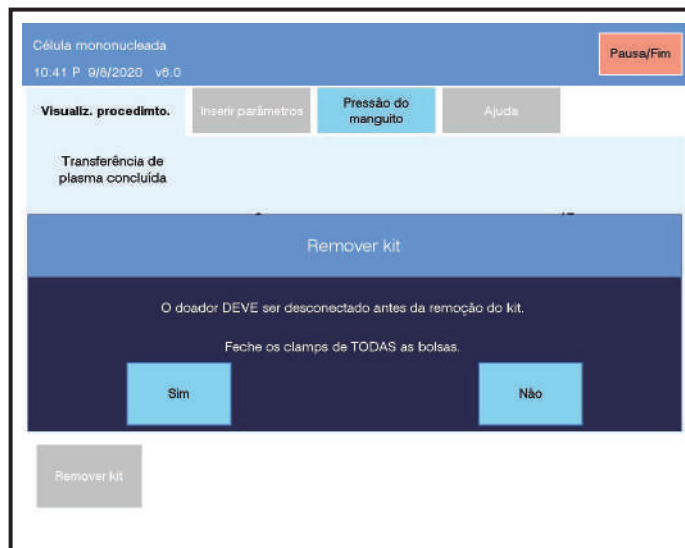 Célula mononucleada
Pausa/Fim
10:41 P 9/8/2020 v6.0
Visualiz. procedimto.
Inserir parâmetros
Pressão do
manguito
Ajuda
Transferência de
plasma concluída
Remover kit
O doador DEVE ser desconectado antes da remoção do kit.
Feche os clamps de TODAS as bolsas.
Sim
Não
Remover kit